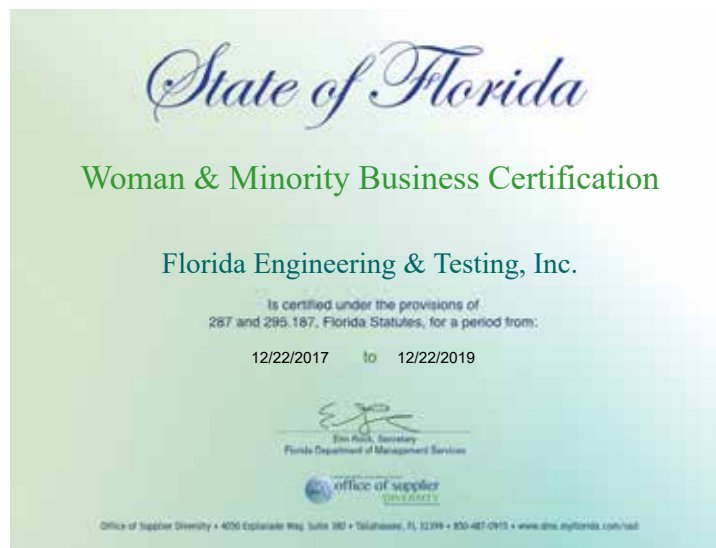 State of Florida
Woman & Minority Business Certification
Florida Engineering & Testing, Inc.
Is certified under the provisions of
287 and 295.187, Florida Statutes, for a period from:
12/22/2017 to 12/22/2019
Erin Rock, Secretary
Florida Department of Management Services
office of supplier
DIVERSITY
Office of Supplier Diversity • 4050 Esplanade Way, Suite 380 • Tallahassee, FL 32399 • 850-487-0915 • www.dms.myflorida.com/osd